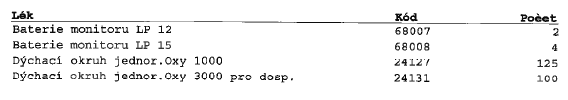 Lék Kód Poèet
Baterie monitoru LP 12 68007 2
Baterie monitoru LP 15 68008 4
Dýchací okruh jednor.Oxy 1000 24127 125
Dýchací okruh jednor.Oxy 3000 pro dosp. 24131 100